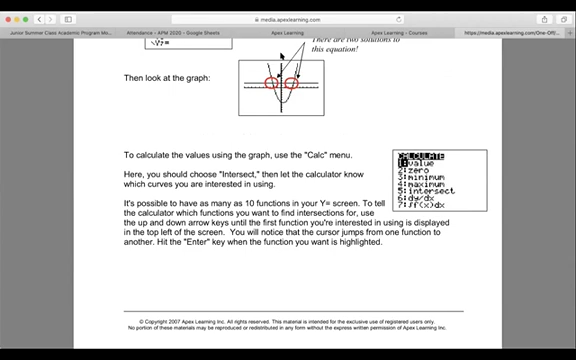 media.apexlearning.com
Junior Summer Class Academic Program Mo...
Attendance - APM 2020 - Google Sheets
Apex Learning
Apex Learning - Courses
https://media.apexlearning.com/One-Of(...
There are two solutions to
this equation!
Then look at the graph:
To calculate the values using the graph, use the "Calc" menu.
Here, you should choose "Intersect," then let the calculator know
which curves you are interested in using.
CALCULATE
1:value
2:zero
3:minimum
4:maximum
5:intersect
6:dy/dx
7:∫f(x)dx
It's possible to have as many as 10 functions in your Y= screen. To tell
the calculator which functions you want to find intersections for, use
the up and down arrow keys until the first function you're interested in using is displayed
in the top left of the screen. You will notice that the cursor jumps from one function to
another. Hit the "Enter" key when the function you want is highlighted.
© Copyright 2007 Apex Learning Inc. All rights reserved. This material is intended for the exclusive use of registered users only.
No portion of these materials may be reproduced or redistributed in any form without the express written permission of Apex Learning Inc.